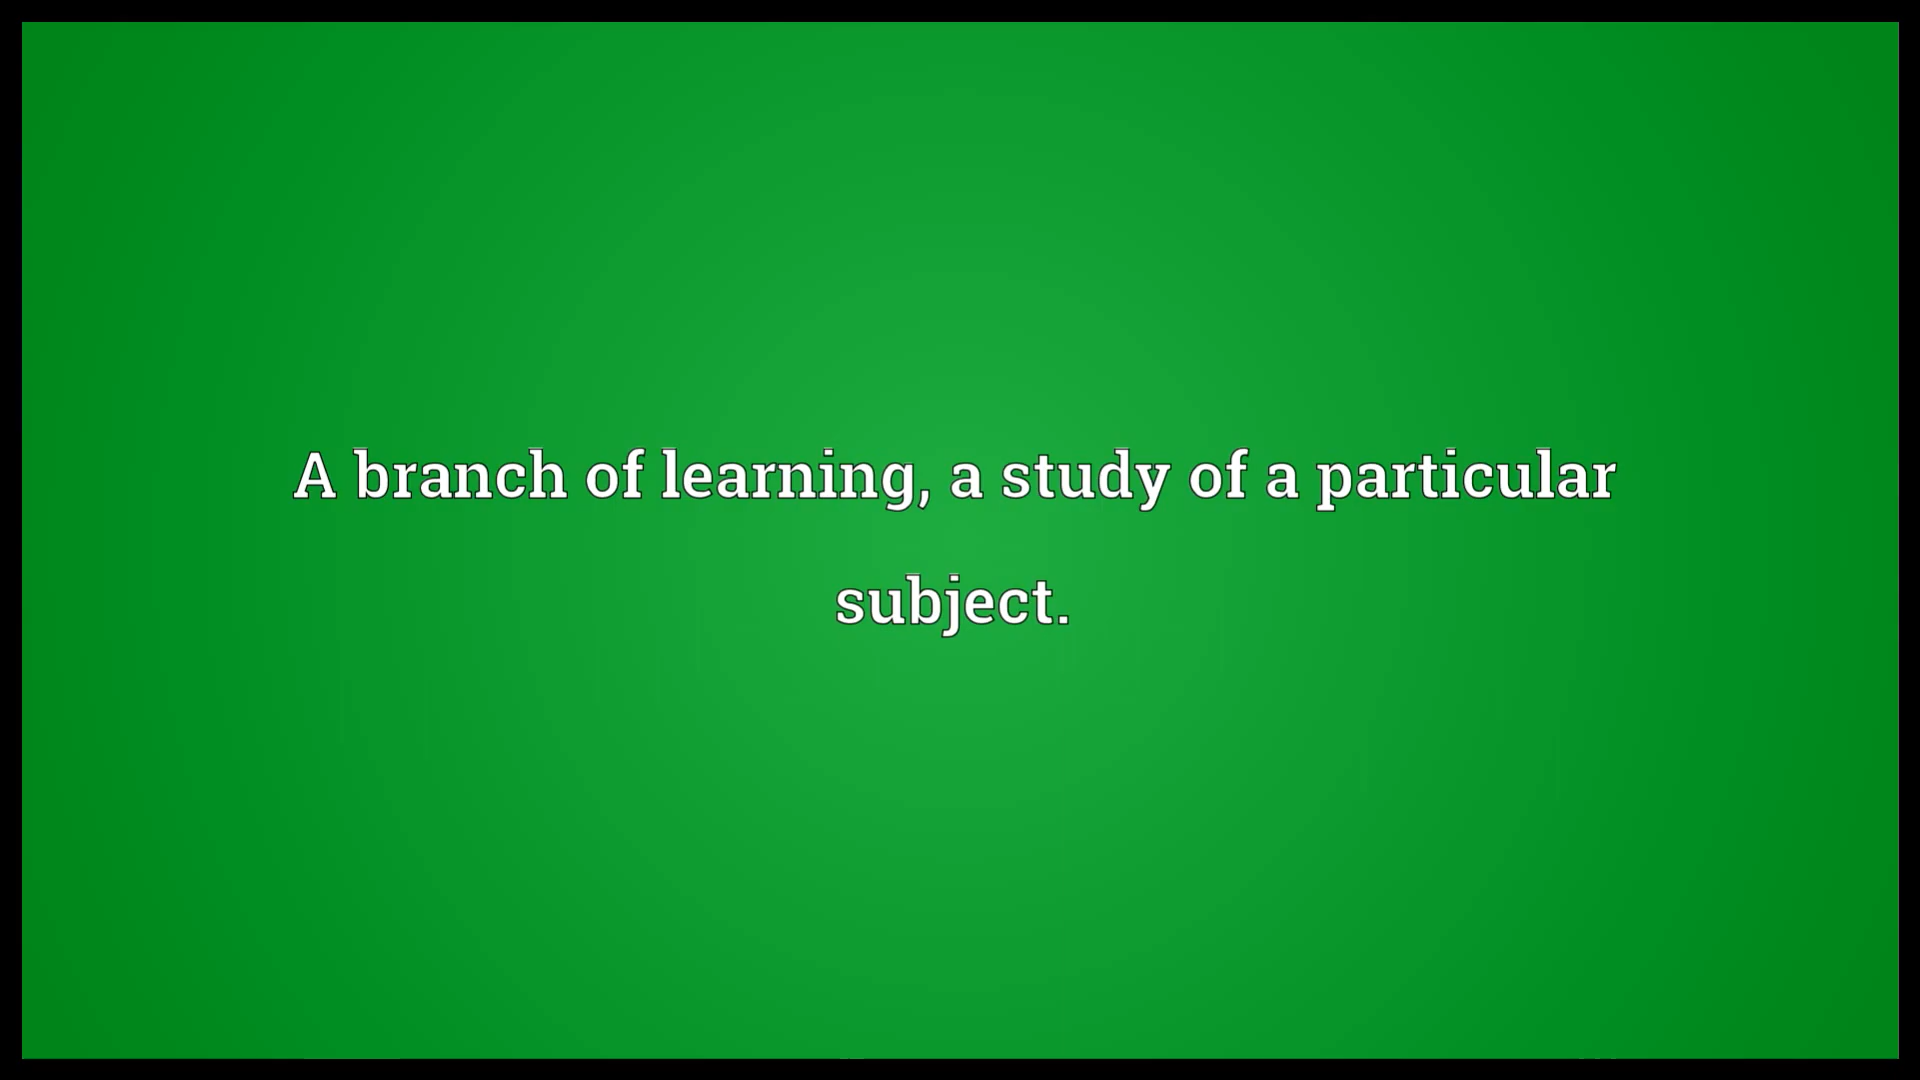 A branch of learning, a study of a particular
subject.